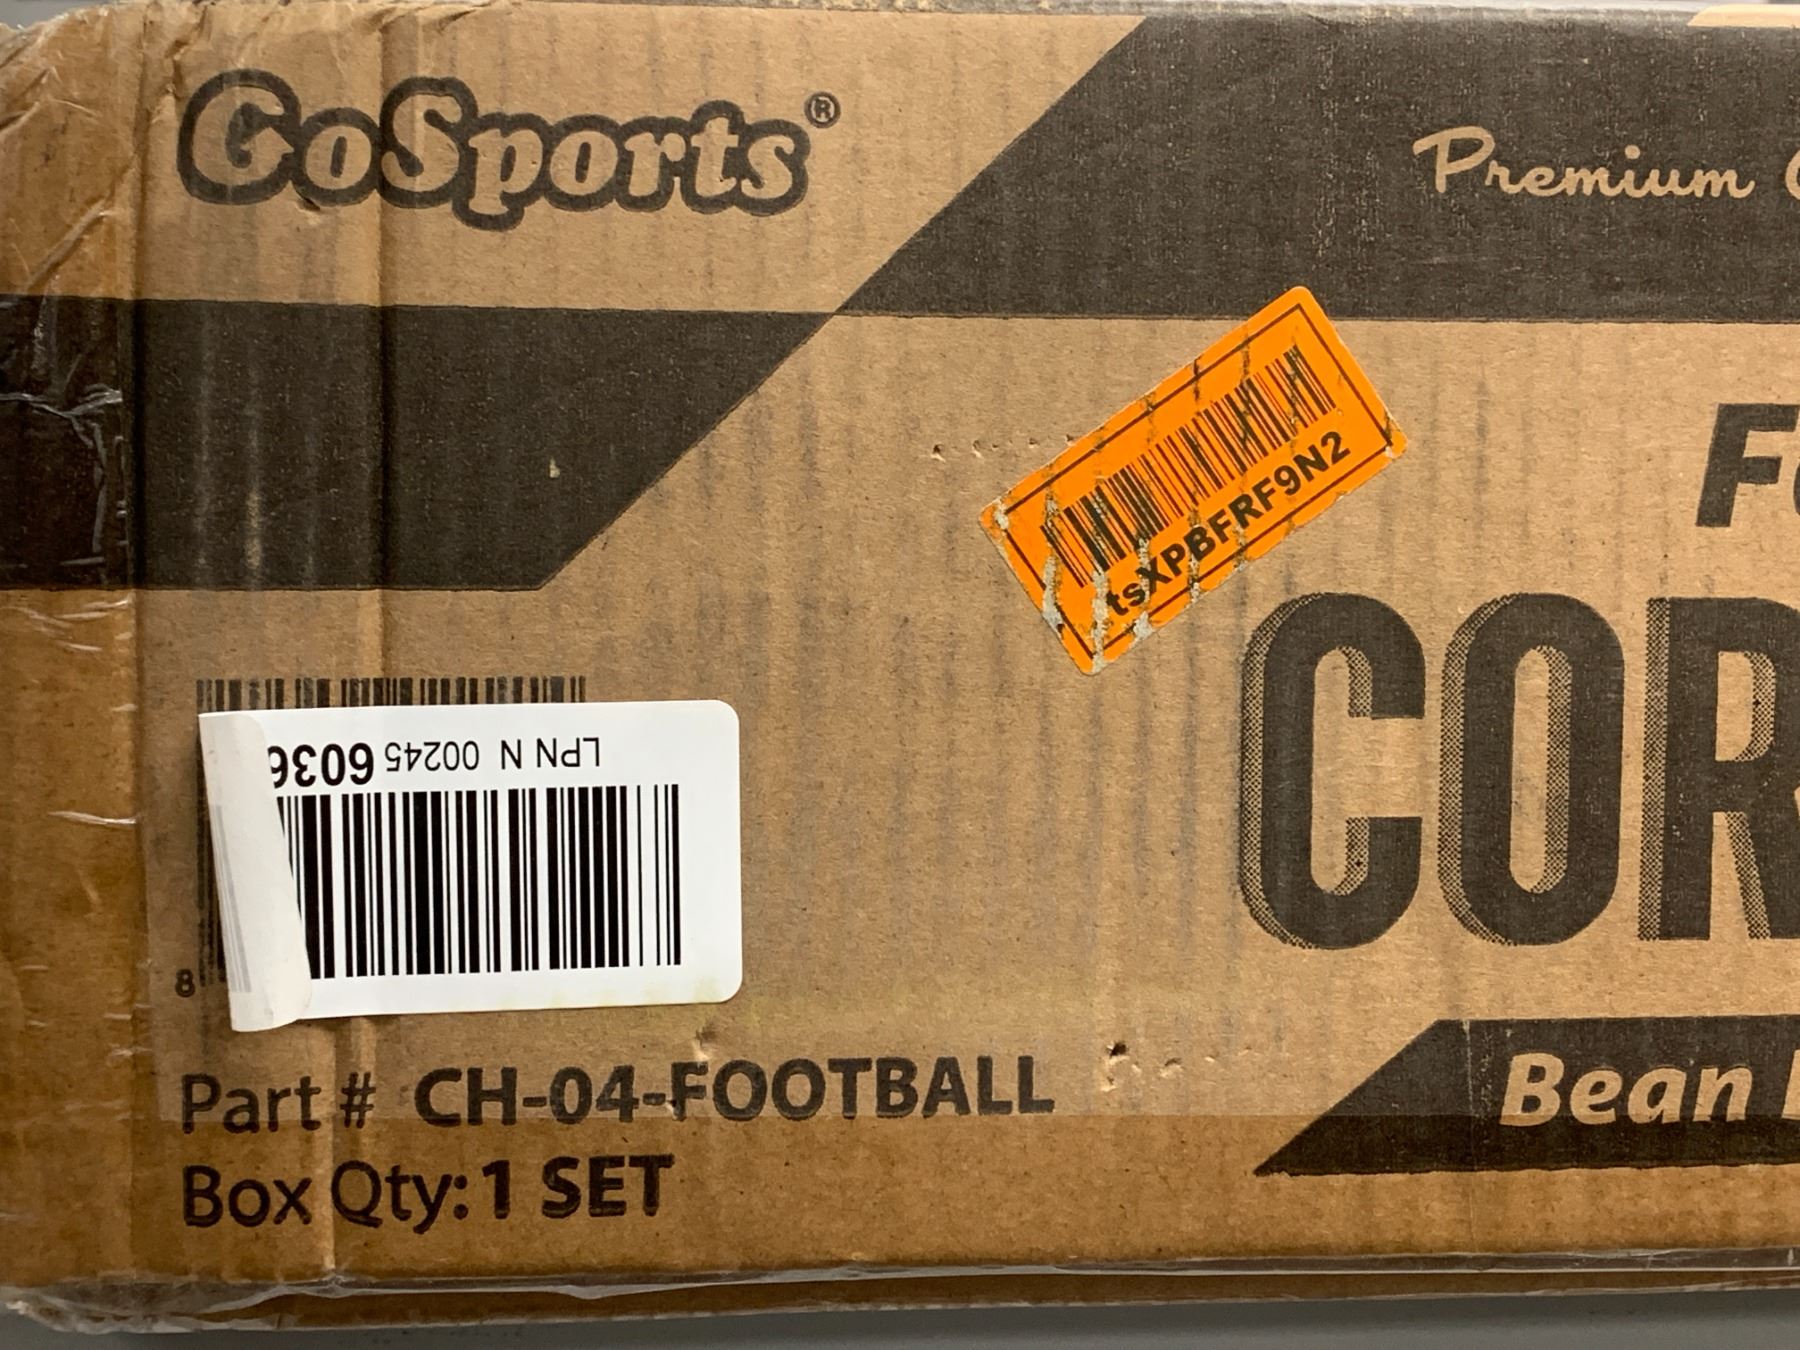 GoSports®
Premium
tsXPBFRF9N2
LPN N 00245 6036
8
Part # CH-04-FOOTBALL
Box Qty: 1 SET
COR
Bean